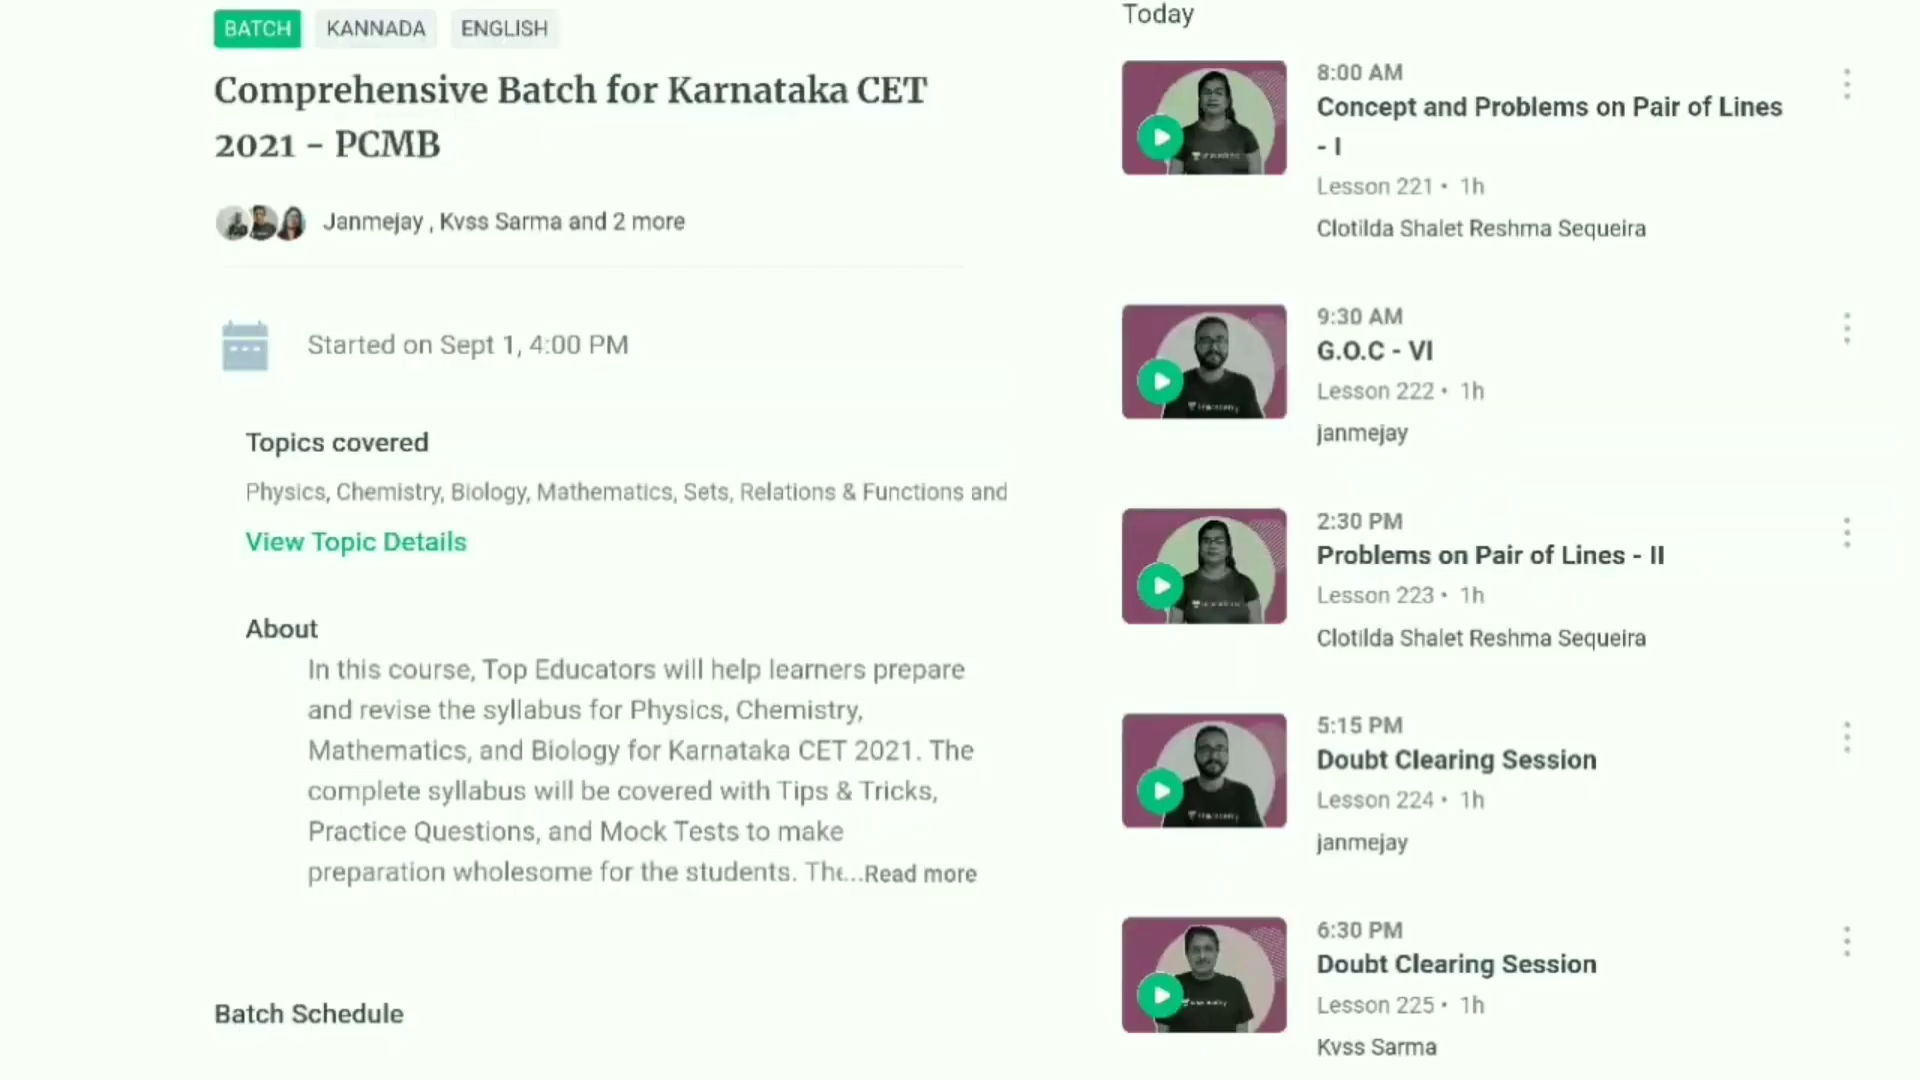 BATCH KANNADA ENGLISH
Comprehensive Batch for Karnataka CET
2021 - PCMB
Janmejay , Kvss Sarma and 2 more
Started on Sept 1, 4:00 PM
Topics covered
Physics, Chemistry, Biology, Mathematics, Sets, Relations & Functions and
View Topic Details
About
In this course, Top Educators will help learners prepare
and revise the syllabus for Physics, Chemistry,
Mathematics, and Biology for Karnataka CET 2021. The
complete syllabus will be covered with Tips & Tricks,
Practice Questions, and Mock Tests to make
preparation wholesome for the students. The...Read more
Batch Schedule
Today
8:00 AM
Concept and Problems on Pair of Lines
- I
Lesson 221 • 1h
Clotilda Shalet Reshma Sequeira
9:30 AM
G.O.C - VI
Lesson 222 • 1h
janmejay
2:30 PM
Problems on Pair of Lines - II
Lesson 223 • 1h
Clotilda Shalet Reshma Sequeira
5:15 PM
Doubt Clearing Session
Lesson 224 • 1h
janmejay
6:30 PM
Doubt Clearing Session
Lesson 225 • 1h
Kvss Sarma